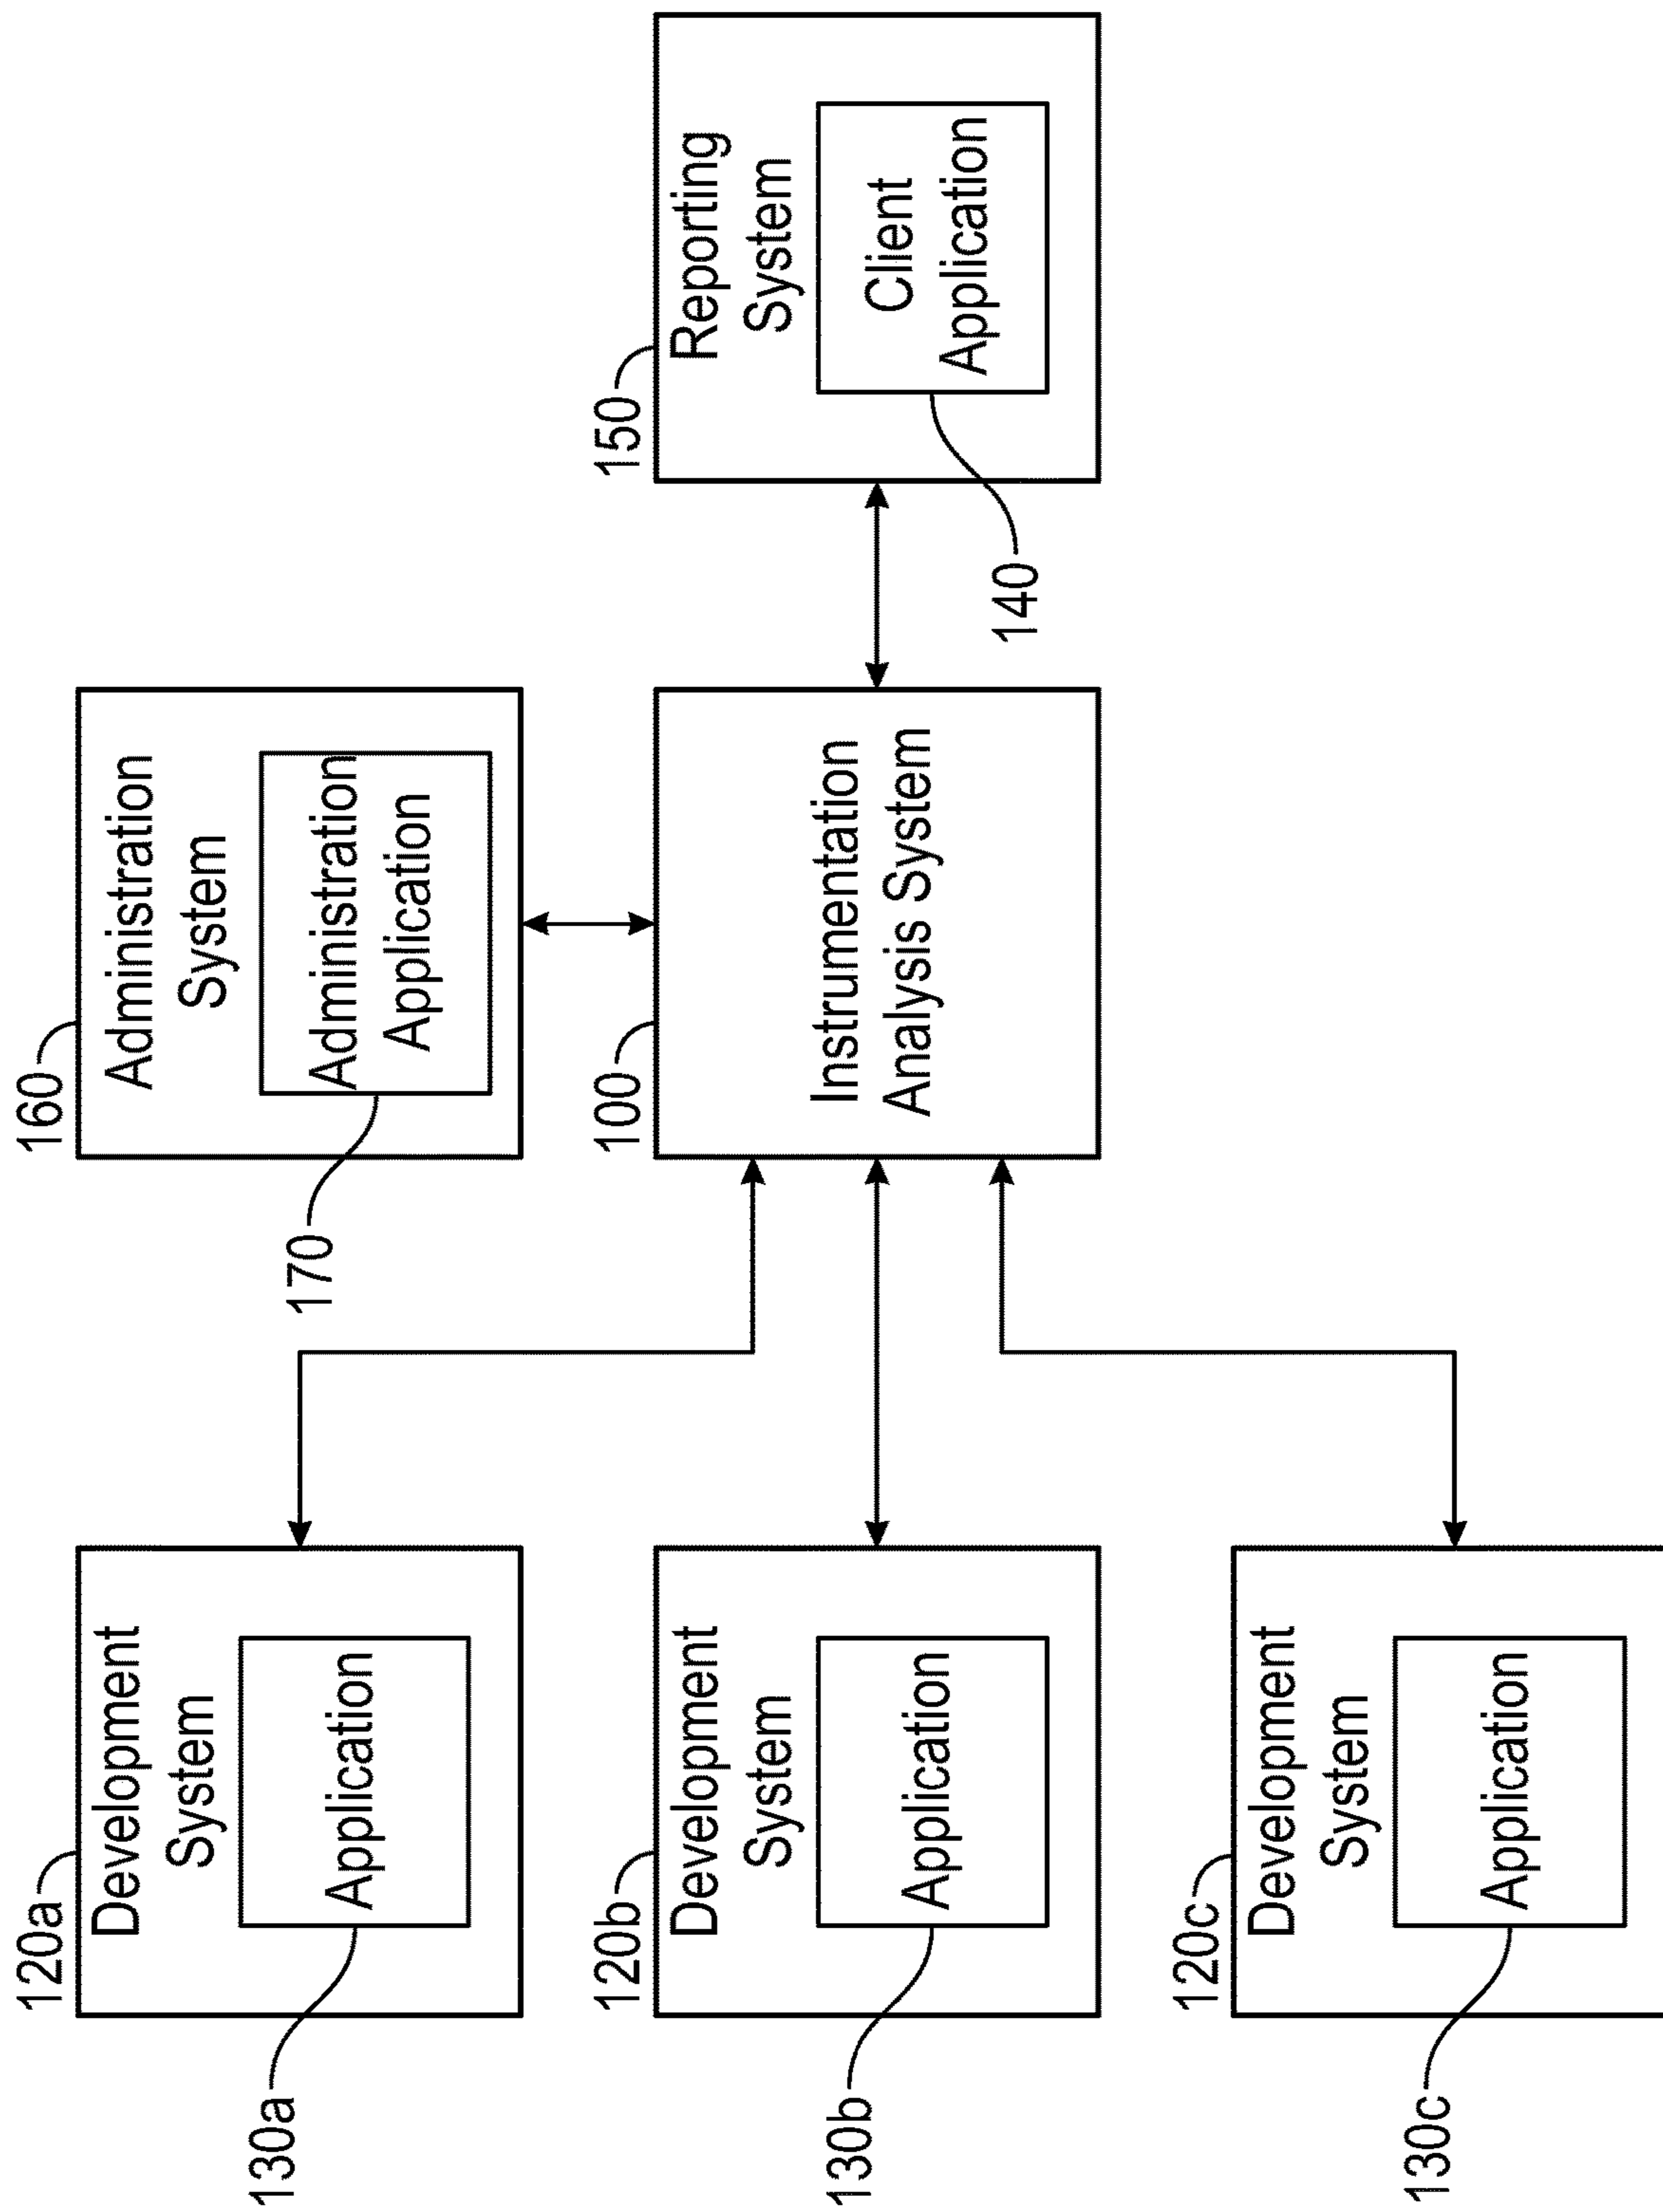 120a
Development
System
Application
130a
120b
Development
System
Application
130b
120c
Development
System
Application
130c
160
Administration
System
Administration
Application
170
100
Instrumentation
Analysis System
150
Reporting
System
Client
Application
140